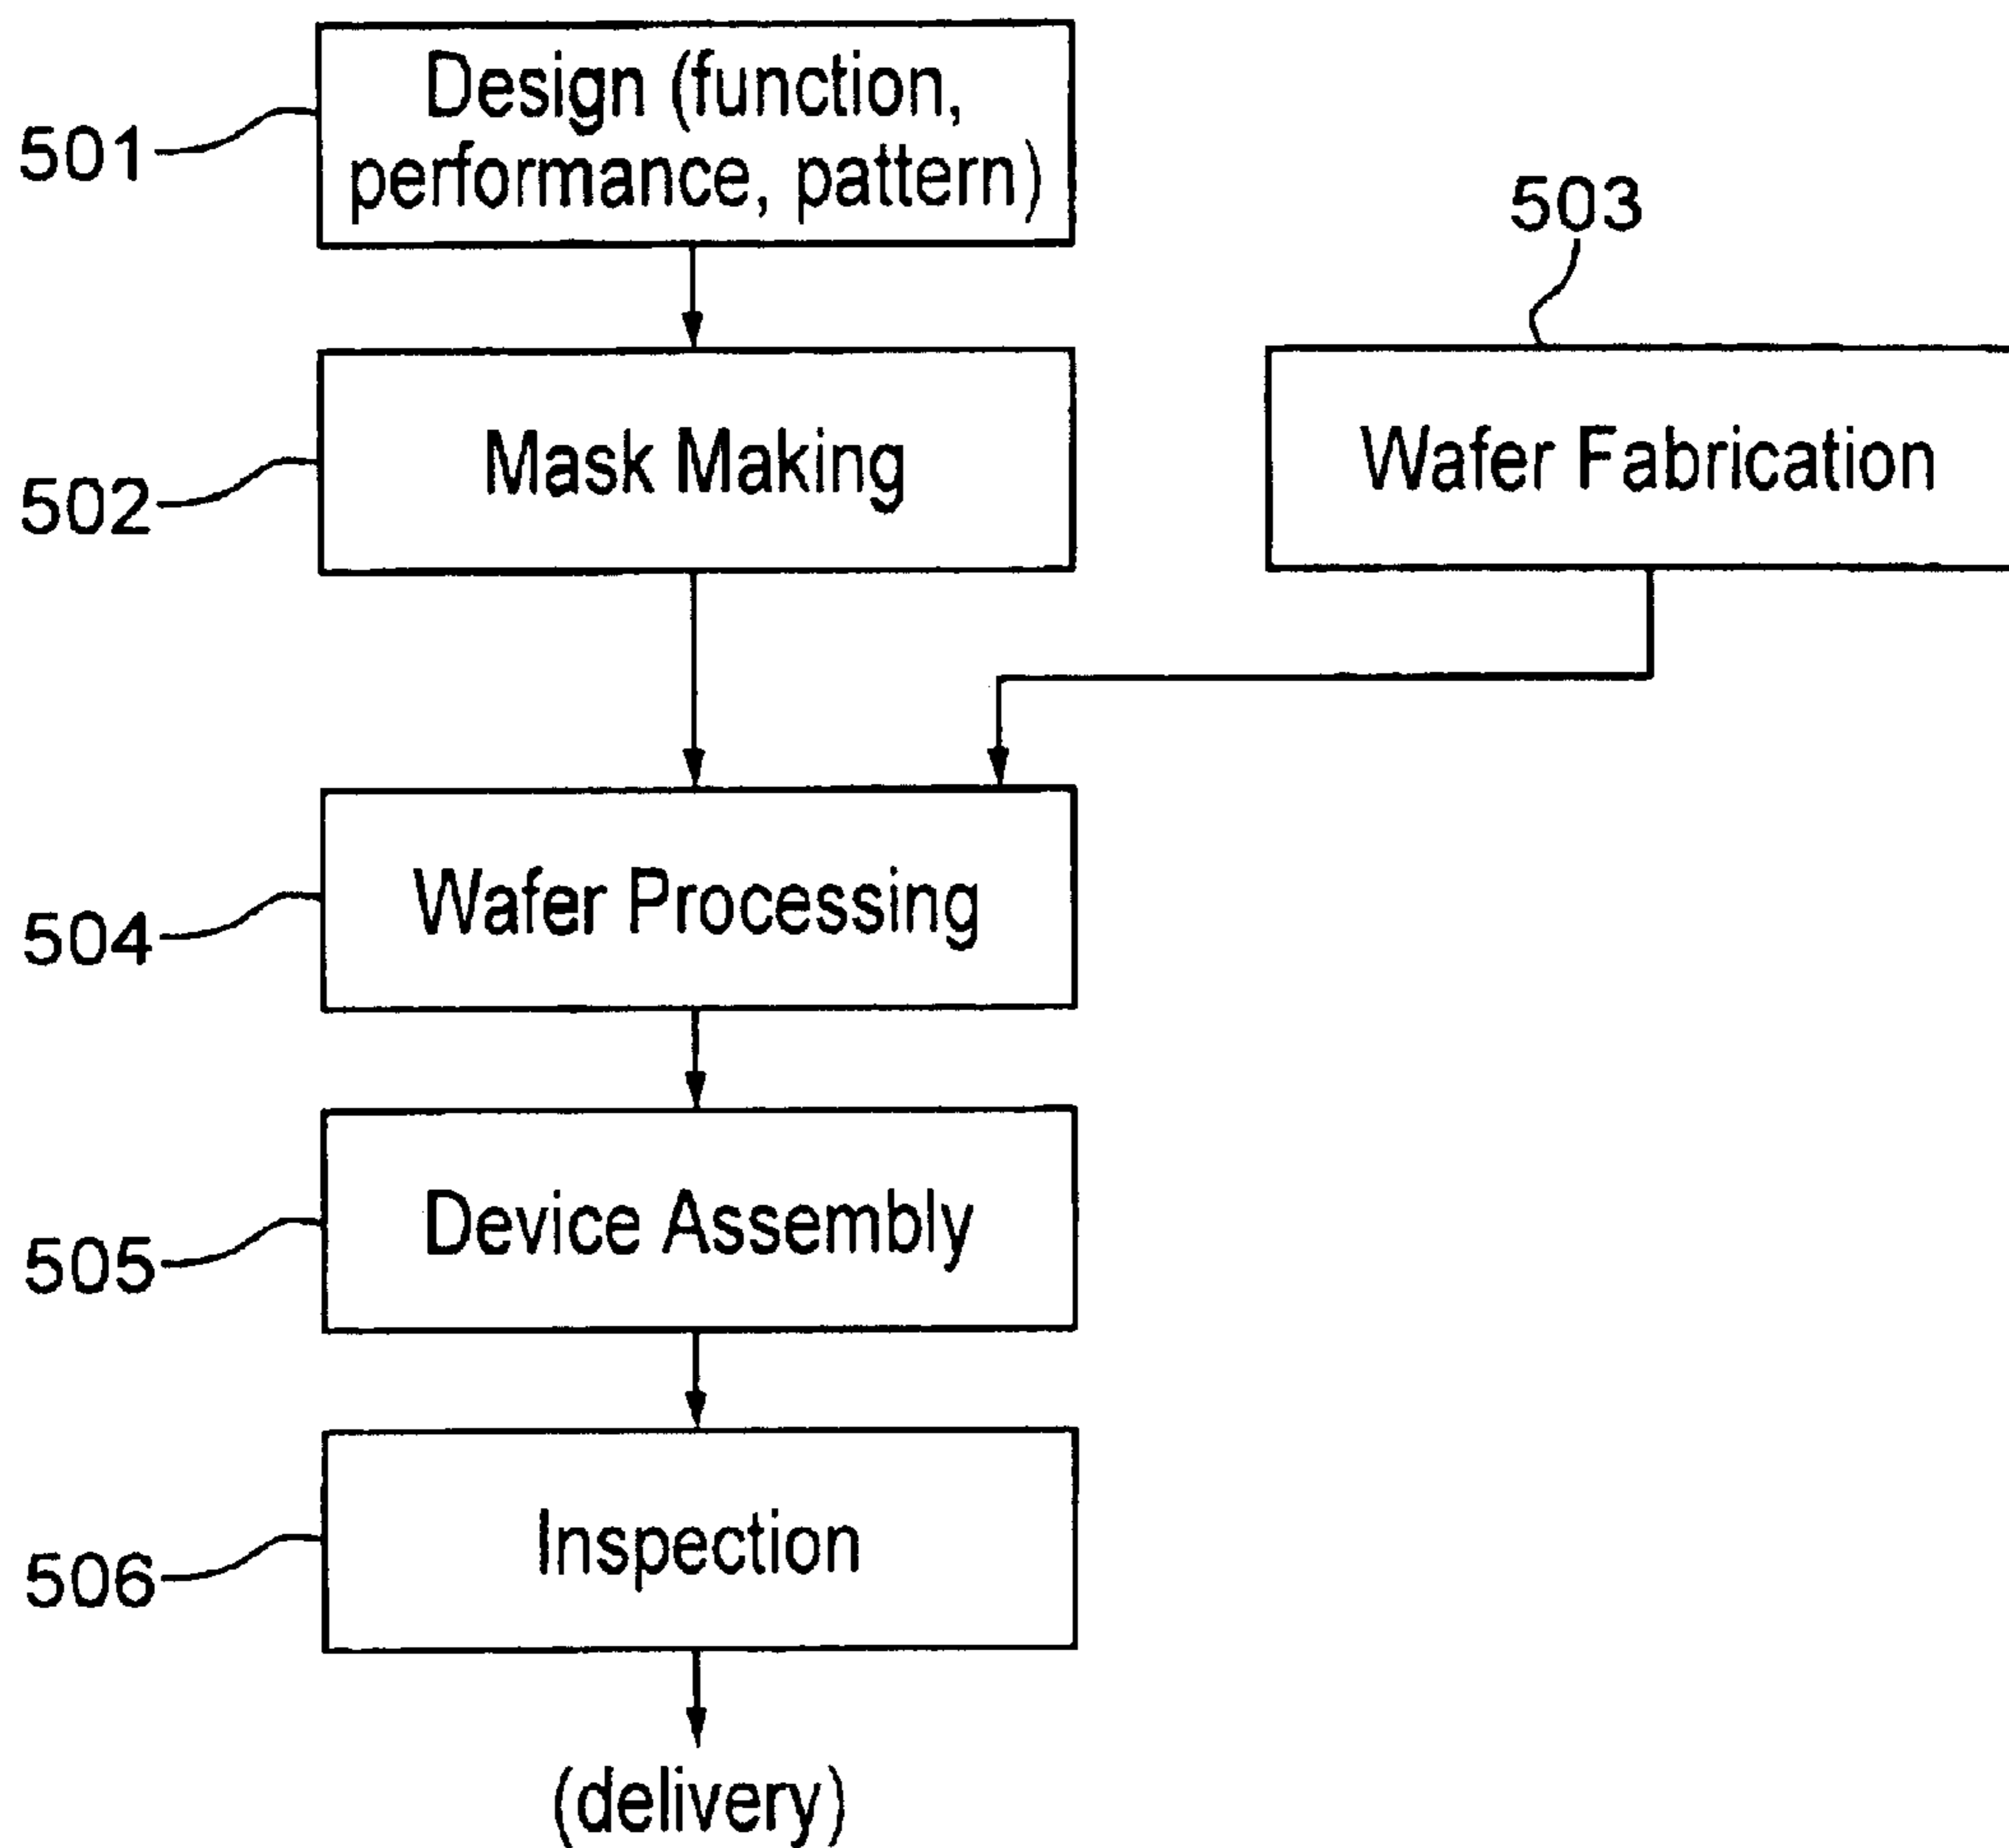 501
Design (function,
performance, pattern)
503
502
Mask Making
Wafer Fabrication
504
Wafer Processing
505
Device Assembly
506
Inspection
(delivery)